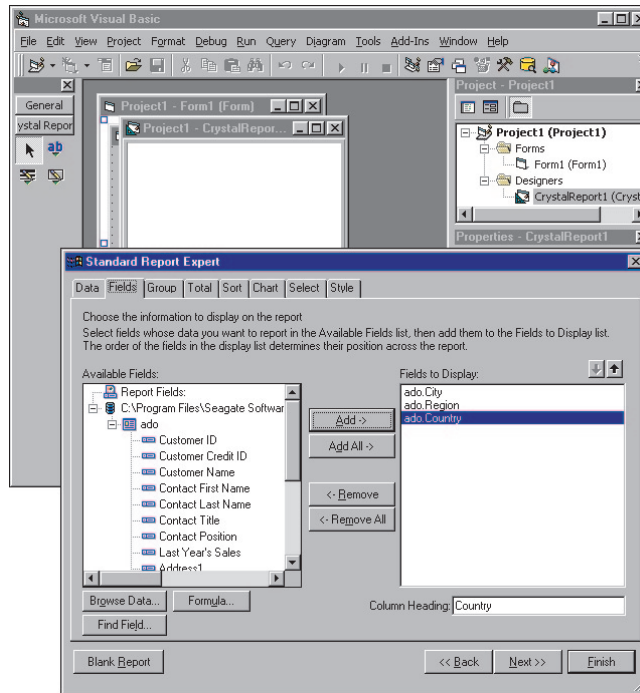 Microsoft Visual Basic
File Edit View Project Format Debug Run Query Diagram Tools Add-Ins Window Help
Project - Project1
General
ystal Repor
Project1 - Form1 (Form)
Project1 - CrystalRepor...
Project1 (Project1)
Forms
Form1 (Form1)
Designers
CrystalReport1 (Cryst
Properties - CrystalReport1
Standard Report Expert
Data Fields Group Total Sort Chart Select Style
Choose the information to display on the report
Select fields whose data you want to report in the Available Fields list, then add them to the Fields to Display list.
The order of the fields in the display list determines their position across the report.
Available Fields:
Fields to Display:
Report Fields:
C:\Program Files\Seagate Softwar
ado
Customer ID
Customer Credit ID
Customer Name
Contact First Name
Contact Last Name
Contact Title
Contact Position
Last Year's Sales
Address1
Add ->
Add All ->
<- Remove
<- Remove All
ado.City
ado.Region
ado.Country
Browse Data... Formula...
Column Heading: Country
Find Field...
Blank Report
<< Back Next >> Finish